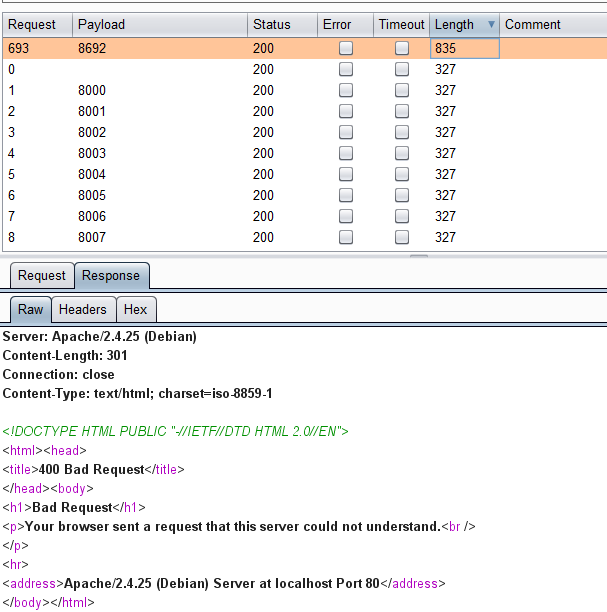 Request Payload Status Error Timeout Length Comment
693 8692 200 835
0 200 327
1 8000 200 327
2 8001 200 327
3 8002 200 327
4 8003 200 327
5 8004 200 327
6 8005 200 327
7 8006 200 327
8 8007 200 327
Request Response
Raw Headers Hex
Server: Apache/2.4.25 (Debian)
Content-Length: 301
Connection: close
Content-Type: text/html; charset=iso-8859-1
<!DOCTYPE HTML PUBLIC "-//IETF//DTD HTML 2.0//EN">
<html><head>
<title>400 Bad Request</title>
</head><body>
<h1>Bad Request</h1>
<p>Your browser sent a request that this server could not understand.<br />
</p>
<hr>
<address>Apache/2.4.25 (Debian) Server at localhost Port 80</address>
</body></html>